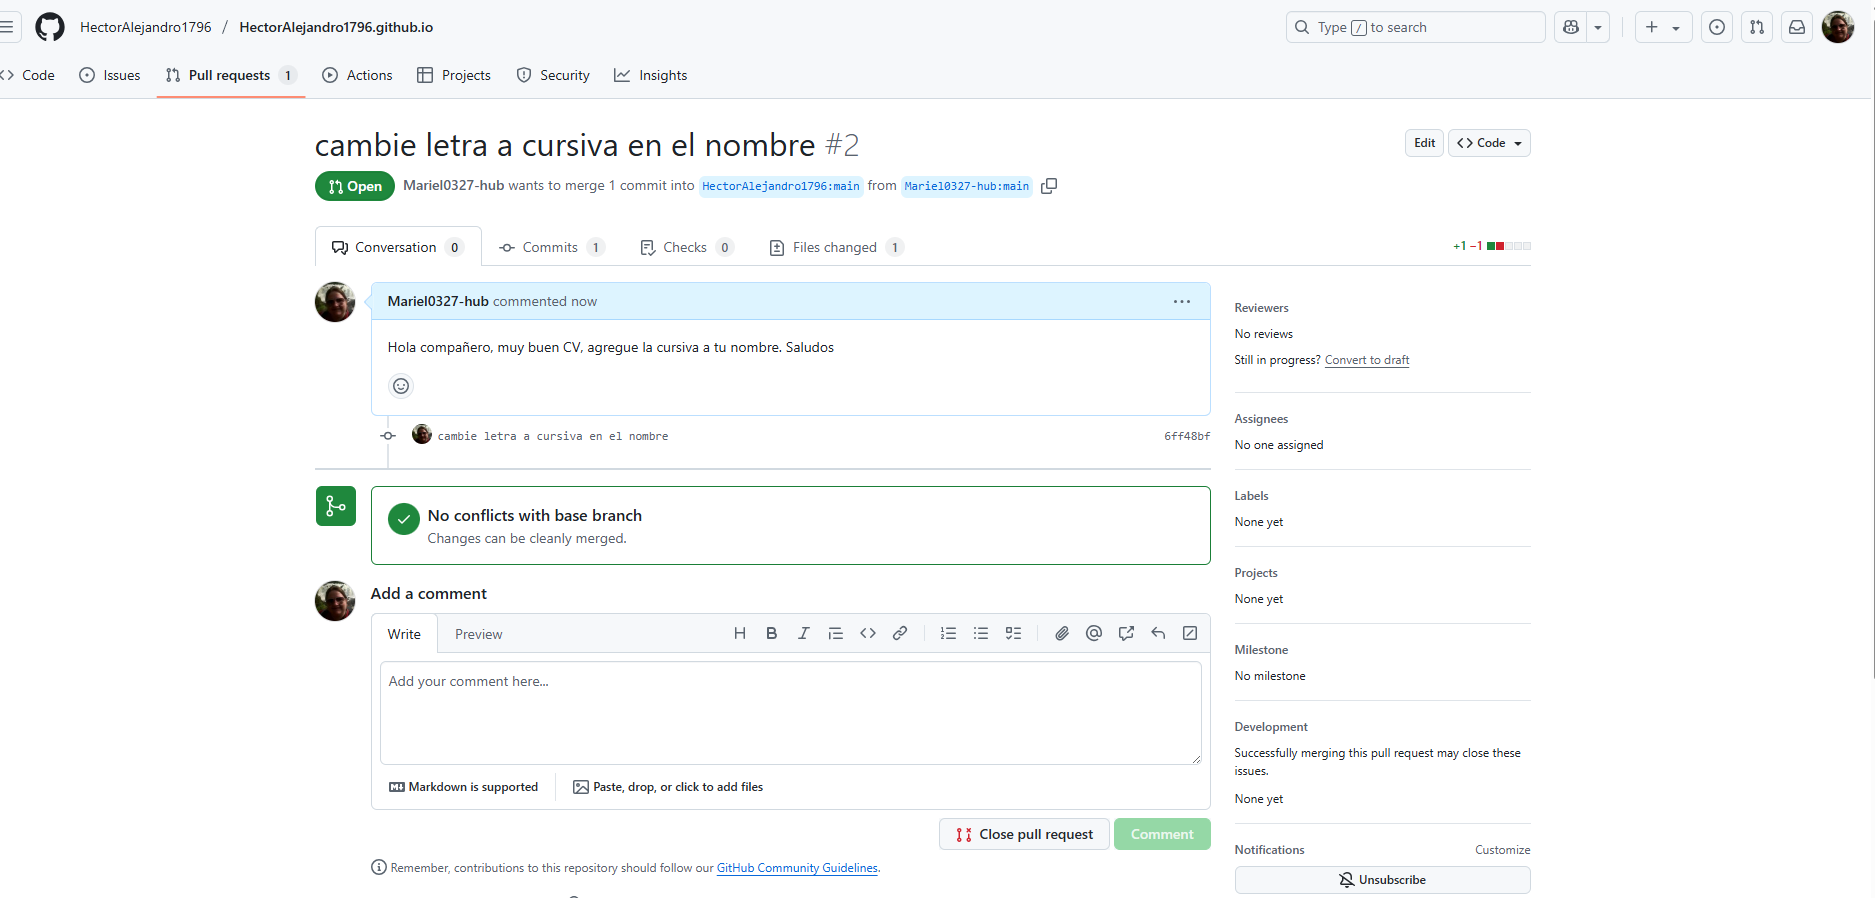 HectorAlejandro1796 / HectorAlejandro1796.github.io
Type / to search
Code Issues Pull requests 1 Actions Projects Security Insights
cambie letra a cursiva en el nombre #2
Edit
Code
Open
Mariel0327-hub wants to merge 1 commit into HectorAlejandro1796:main from Mariel0327-hub:main
Conversation 0 Commits 1 Checks 0 Files changed 1
+1 −1
Mariel0327-hub commented now
Hola compañero, muy buen CV, agregue la cursiva a tu nombre. Saludos
cambie letra a cursiva en el nombre 6ff48bf
No conflicts with base branch
Changes can be cleanly merged.
Add a comment
Write Preview
Add your comment here...
Markdown is supported
Paste, drop, or click to add files
Close pull request
Comment
Remember, contributions to this repository should follow our GitHub Community Guidelines.
Reviewers
No reviews
Still in progress? Convert to draft
Assignees
No one assigned
Labels
None yet
Projects
None yet
Milestone
No milestone
Development
Successfully merging this pull request may close these
issues.
None yet
Notifications Customize
Unsubscribe